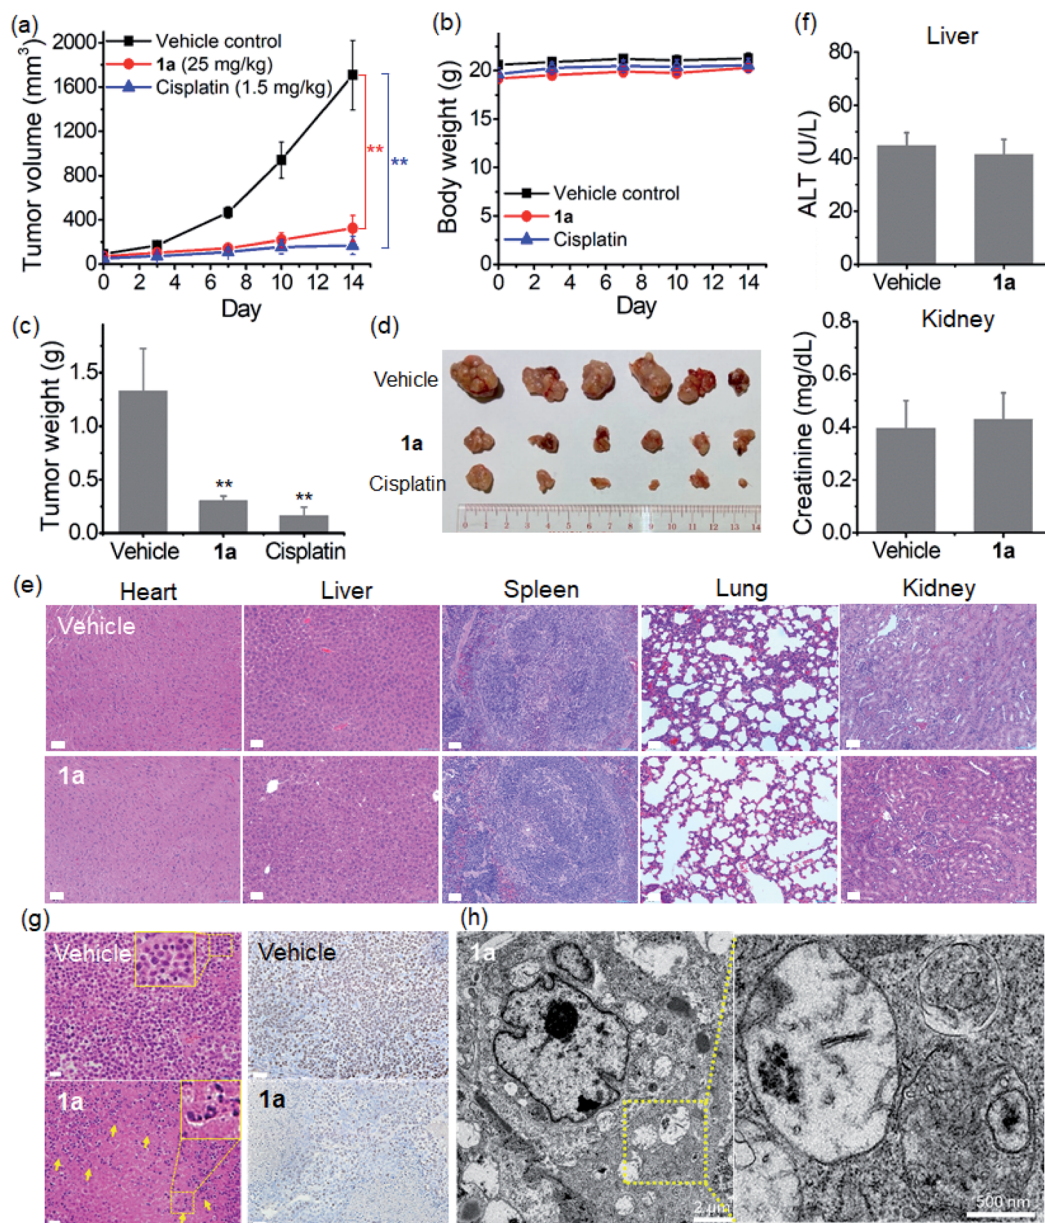 (a)
Tumor volume (mm³)
2000
1600
1200
800
400
0
Vehicle control
1a (25 mg/kg)
Cisplatin (1.5 mg/kg)
**
**
0 2 4 6 8 10 12 14
Day
(b)
Body weight (g)
25
20
15
10
5
0
Vehicle control
1a
Cisplatin
0 2 4 6 8 10 12 14
Day
(f)
Liver
ALT (U/L)
80
60
40
20
0
Vehicle 1a
Kidney
Creatinine (mg/dL)
0.8
0.6
0.4
0.2
0.0
Vehicle 1a
(c)
Tumor weight (g)
1.5
1.0
0.5
0.0
** **
Vehicle 1a Cisplatin
(d)
Vehicle
1a
Cisplatin
0 1 2 3 4 5 6 7 8 9 10 11 12 13 14
(e)
Heart Liver Spleen Lung Kidney
Vehicle
1a
(g)
Vehicle Vehicle
1a 1a
(h)
1a
2 μm
500 nm